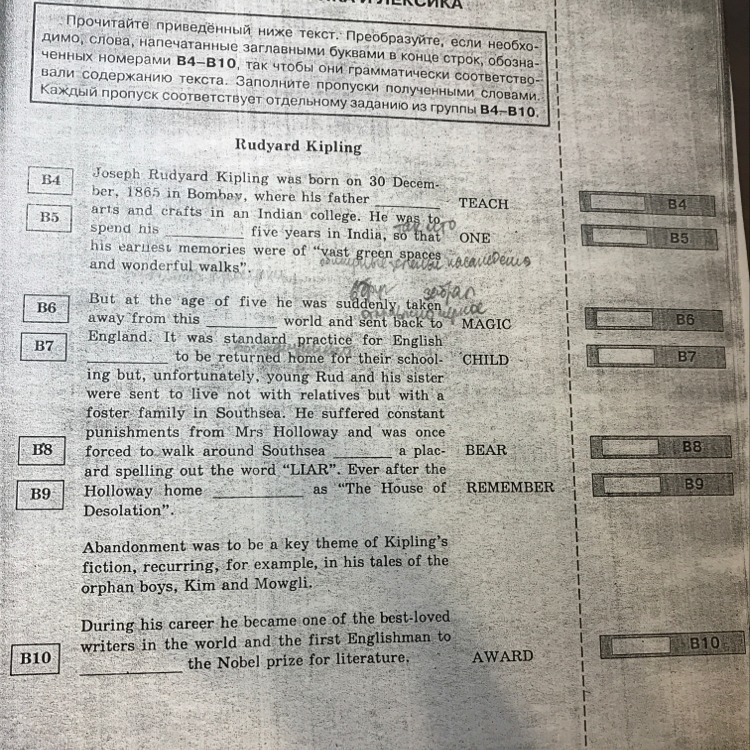 И ЛЕКСИКА
Прочитайте приведённый ниже текст. Преобразуйте, если необхо-
димо, слова, напечатанные заглавными буквами в конце строк, обозна-
ченных номерами B4–B10, так чтобы они грамматически соответство-
вали содержанию текста. Заполните пропуски полученными словами.
Каждый пропуск соответствует отдельному заданию из группы B4–B10.
Rudyard Kipling
B4 Joseph Rudyard Kipling was born on 30 Decem-
ber, 1865 in Bombay, where his father ________ TEACH B4
B5 arts and crafts in an Indian college. He was to
spend his ________ five years in India, so that ONE B5
his earliest memories were of "vast green spaces
and wonderful walks".
B6 But at the age of five he was suddenly taken
away from this ________ world and sent back to MAGIC B6
B7 England. It was standard practice for English
________ to be returned home for their school- CHILD B7
ing but, unfortunately, young Rud and his sister
were sent to live not with relatives but with a
foster family in Southsea. He suffered constant
punishments from Mrs Holloway and was once
B8 forced to walk around Southsea ________ a plac- BEAR B8
ard spelling out the word "LIAR". Ever after the
B9 Holloway home ________ as "The House of REMEMBER B9
Desolation".
Abandonment was to be a key theme of Kipling's
fiction, recurring, for example, in his tales of the
orphan boys, Kim and Mowgli.
During his career he became one of the best-loved
writers in the world and the first Englishman to
B10 ________ the Nobel prize for literature. AWARD B10